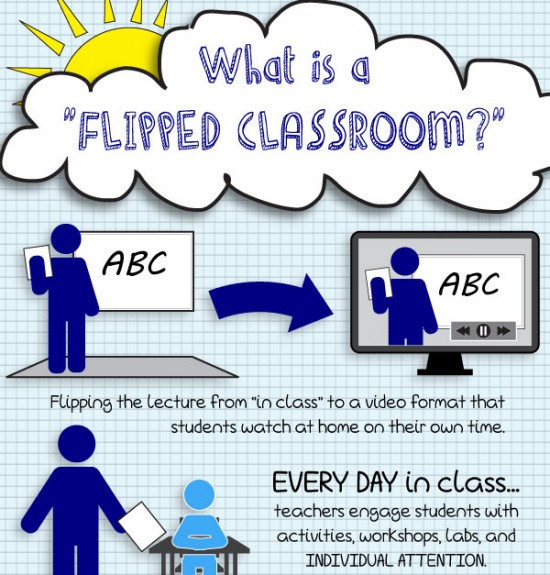 What is a
"FLIPPED CLASSROOM?"
ABC
ABC
Flipping the lecture from "in class" to a video format that
students watch at home on their own time.
EVERY DAY in class...
teachers engage students with
activities, workshops, labs, and
INDIVIDUAL ATTENTION.